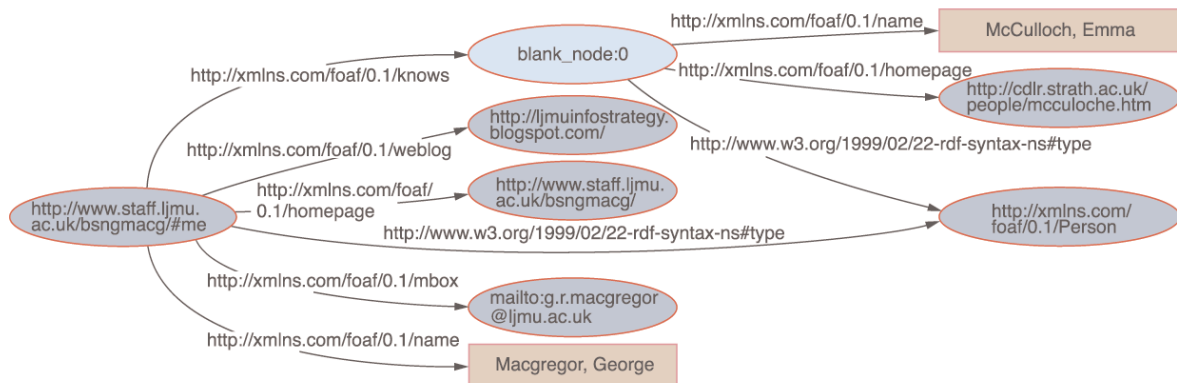 http://xmlns.com/foaf/0.1/name
McCulloch, Emma
blank_node:0
http://xmlns.com/foaf/0.1/knows
http://xmlns.com/foaf/0.1/homepage
http://cdlr.strath.ac.uk/
people/mcculoche.htm
http://ljmuinfostrategy.
blogspot.com/
http://www.w3.org/1999/02/22-rdf-syntax-ns#type
http://xmlns.com/foaf/0.1/weblog
http://xmlns.com/foaf/
0.1/homepage
http://www.staff.ljmu.
ac.uk/bsngmacg/
http://www.staff.ljmu.
ac.uk/bsngmacg/#me
http://www.w3.org/1999/02/22-rdf-syntax-ns#type
http://xmlns.com/
foaf/0.1/Person
http://xmlns.com/foaf/0.1/mbox
mailto:g.r.macgregor
@ljmu.ac.uk
http://xmlns.com/foaf/0.1/name
Macgregor, George